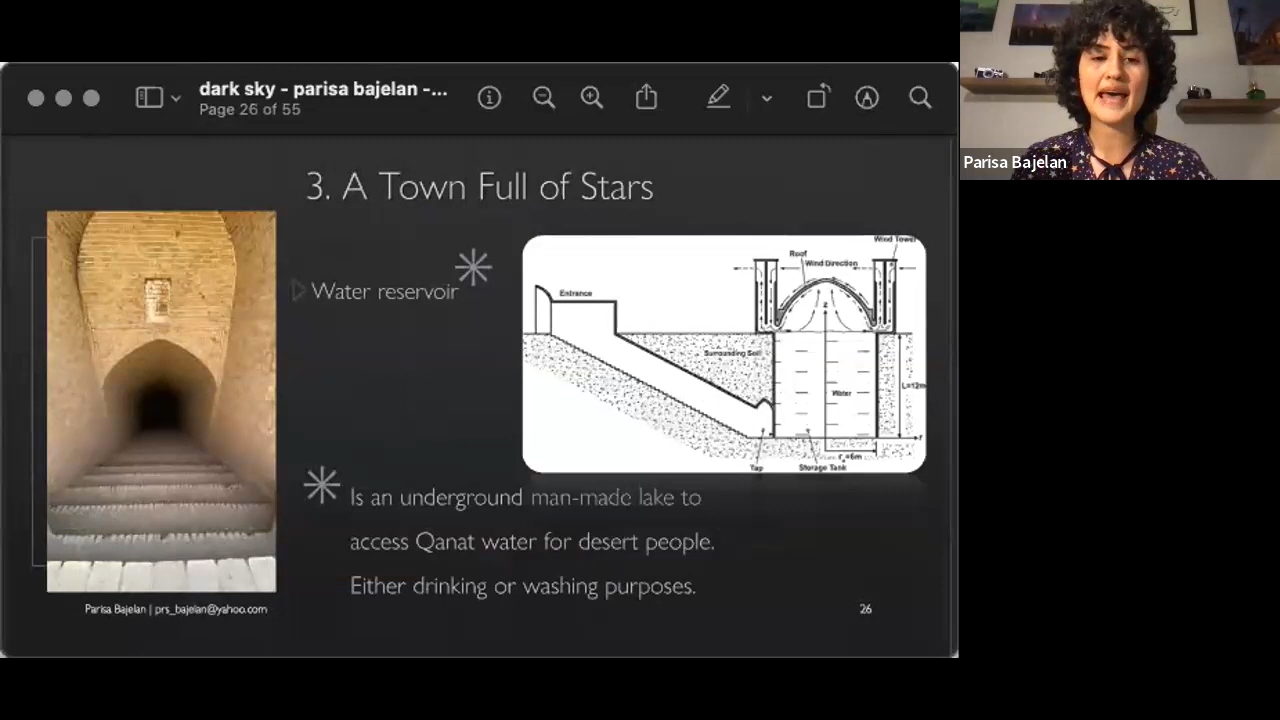 dark sky - parisa bajelan -...
Page 26 of 55
Parisa Bajelan
3. A Town Full of Stars
Water reservoir
Entrance
Roof
Wind Tower
Wind Direction
z
Surrounding Soil
Water
L=12m
r
r₀=6m
Tap
Storage Tank
Is an underground man-made lake to
access Qanat water for desert people.
Either drinking or washing purposes.
Parisa Bajelan | prs_bajelan@yahoo.com
26